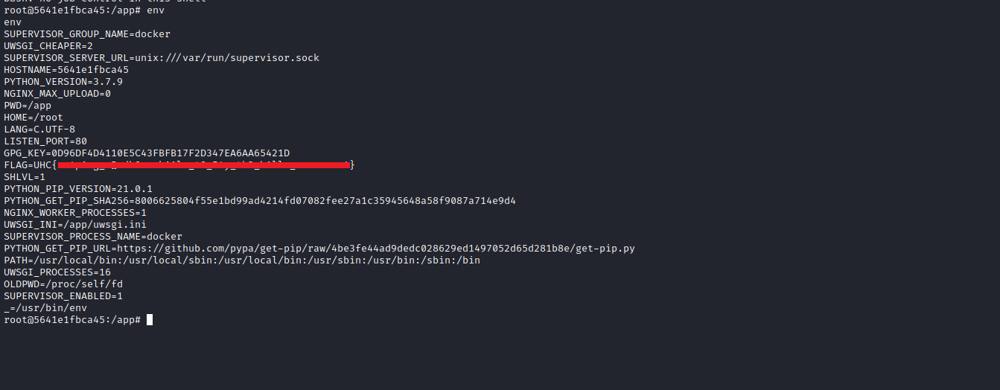 root@5641e1fbca45:/app# env
env
SUPERVISOR_GROUP_NAME=docker
UWSGI_CHEAPER=2
SUPERVISOR_SERVER_URL=unix:///var/run/supervisor.sock
HOSTNAME=5641e1fbca45
PYTHON_VERSION=3.7.9
NGINX_MAX_UPLOAD=0
PWD=/app
HOME=/root
LANG=C.UTF-8
LISTEN_PORT=80
GPG_KEY=0D96DF4D4110E5C43FBFB17F2D347EA6AA65421D
FLAG=UHC{ }
SHLVL=1
PYTHON_PIP_VERSION=21.0.1
PYTHON_GET_PIP_SHA256=8006625804f55e1bd99ad4214fd07082fee27a1c35945648a58f9087a714e9d4
NGINX_WORKER_PROCESSES=1
UWSGI_INI=/app/uwsgi.ini
SUPERVISOR_PROCESS_NAME=docker
PYTHON_GET_PIP_URL=https://github.com/pypa/get-pip/raw/4be3fe44ad9dedc028629ed1497052d65d281b8e/get-pip.py
PATH=/usr/local/bin:/usr/local/sbin:/usr/local/bin:/usr/sbin:/usr/bin:/sbin:/bin
UWSGI_PROCESSES=16
OLDPWD=/proc/self/fd
SUPERVISOR_ENABLED=1
_=/usr/bin/env
root@5641e1fbca45:/app#